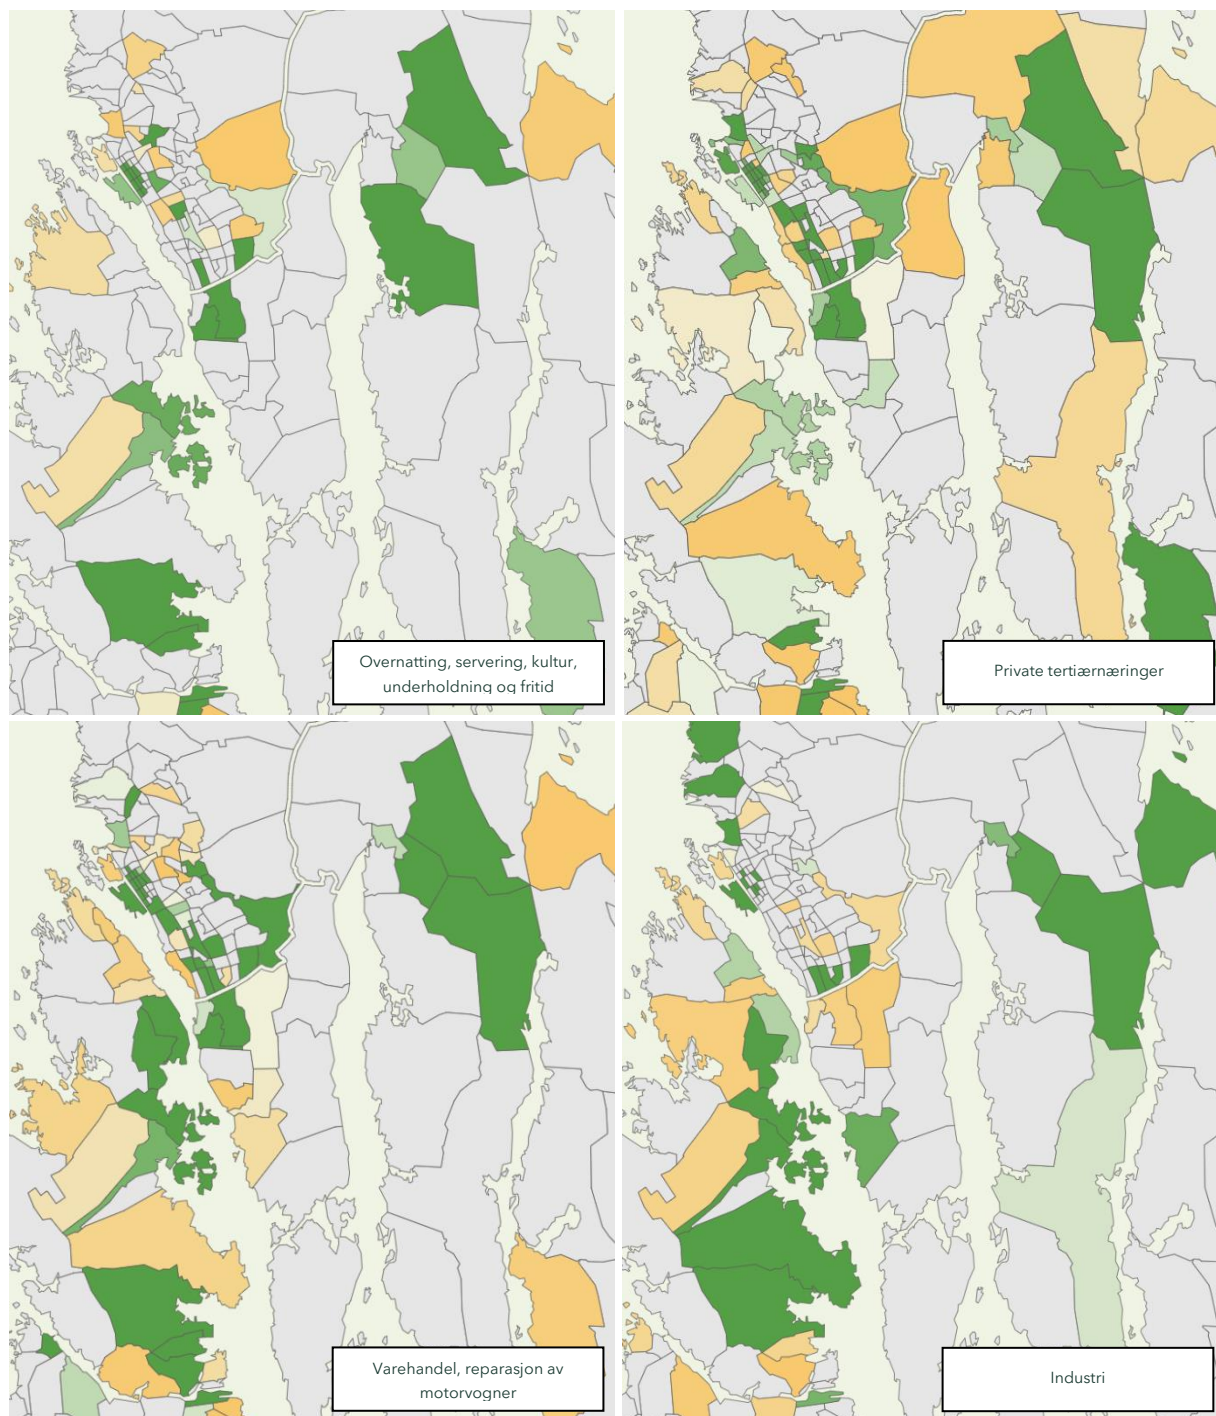 Overnatting, servering, kultur,
underholdning og fritid
Private tertiærnæringer
Varehandel, reparasjon av
motorvogner
Industri